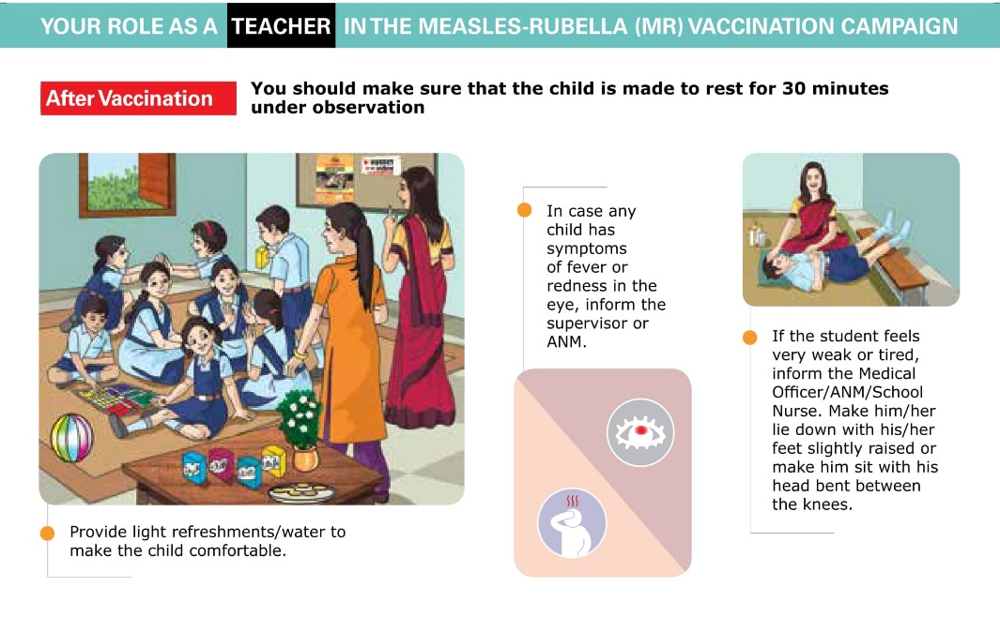 YOUR ROLE AS A TEACHER IN THE MEASLES-RUBELLA (MR) VACCINATION CAMPAIGN
After Vaccination
You should make sure that the child is made to rest for 30 minutes
under observation
In case any
child has
symptoms
of fever or
redness in the
eye, inform the
supervisor or
ANM.
If the student feels
very weak or tired,
inform the Medical
Officer/ANM/School
Nurse. Make him/her
lie down with his/her
feet slightly raised or
make him sit with his
head bent between
the knees.
Provide light refreshments/water to
make the child comfortable.